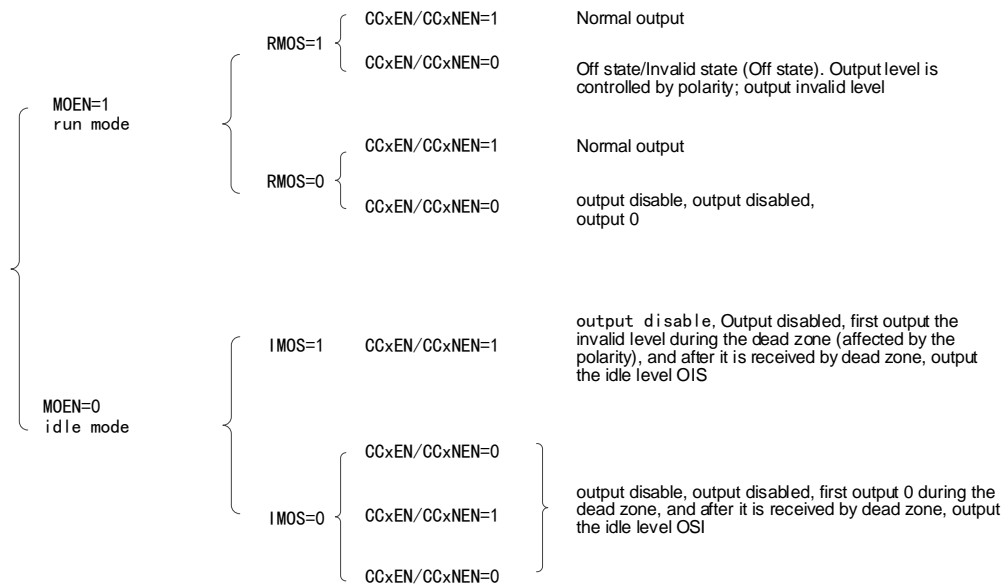 CCxEN/CCxNEN=1 Normal output
RMOS=1
CCxEN/CCxNEN=0 Off state/Invalid state (Off state). Output level is
controlled by polarity; output invalid level
MOEN=1
run mode
CCxEN/CCxNEN=1 Normal output
RMOS=0
CCxEN/CCxNEN=0 output disable, output disabled,
output 0
IMOS=1 CCxEN/CCxNEN=1 output disable, Output disabled, first output the
invalid level during the dead zone (affected by the
polarity), and after it is received by dead zone, output
the idle level OIS
MOEN=0
idle mode
CCxEN/CCxNEN=0
IMOS=0 CCxEN/CCxNEN=1 output disable, output disabled, first output 0 during the
dead zone, and after it is received by dead zone, output
the idle level OSI
CCxEN/CCxNEN=0